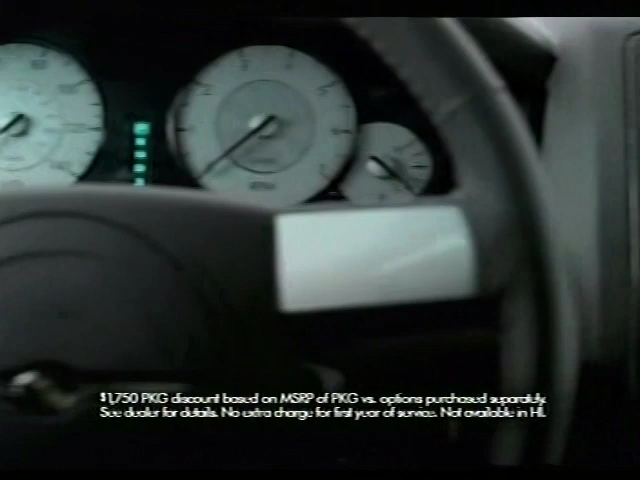 $1,750 PKG discount based on MSRP of PKG vs. options purchased separately.
See dealer for details. No extra charge for first year of service. Not available in HI.